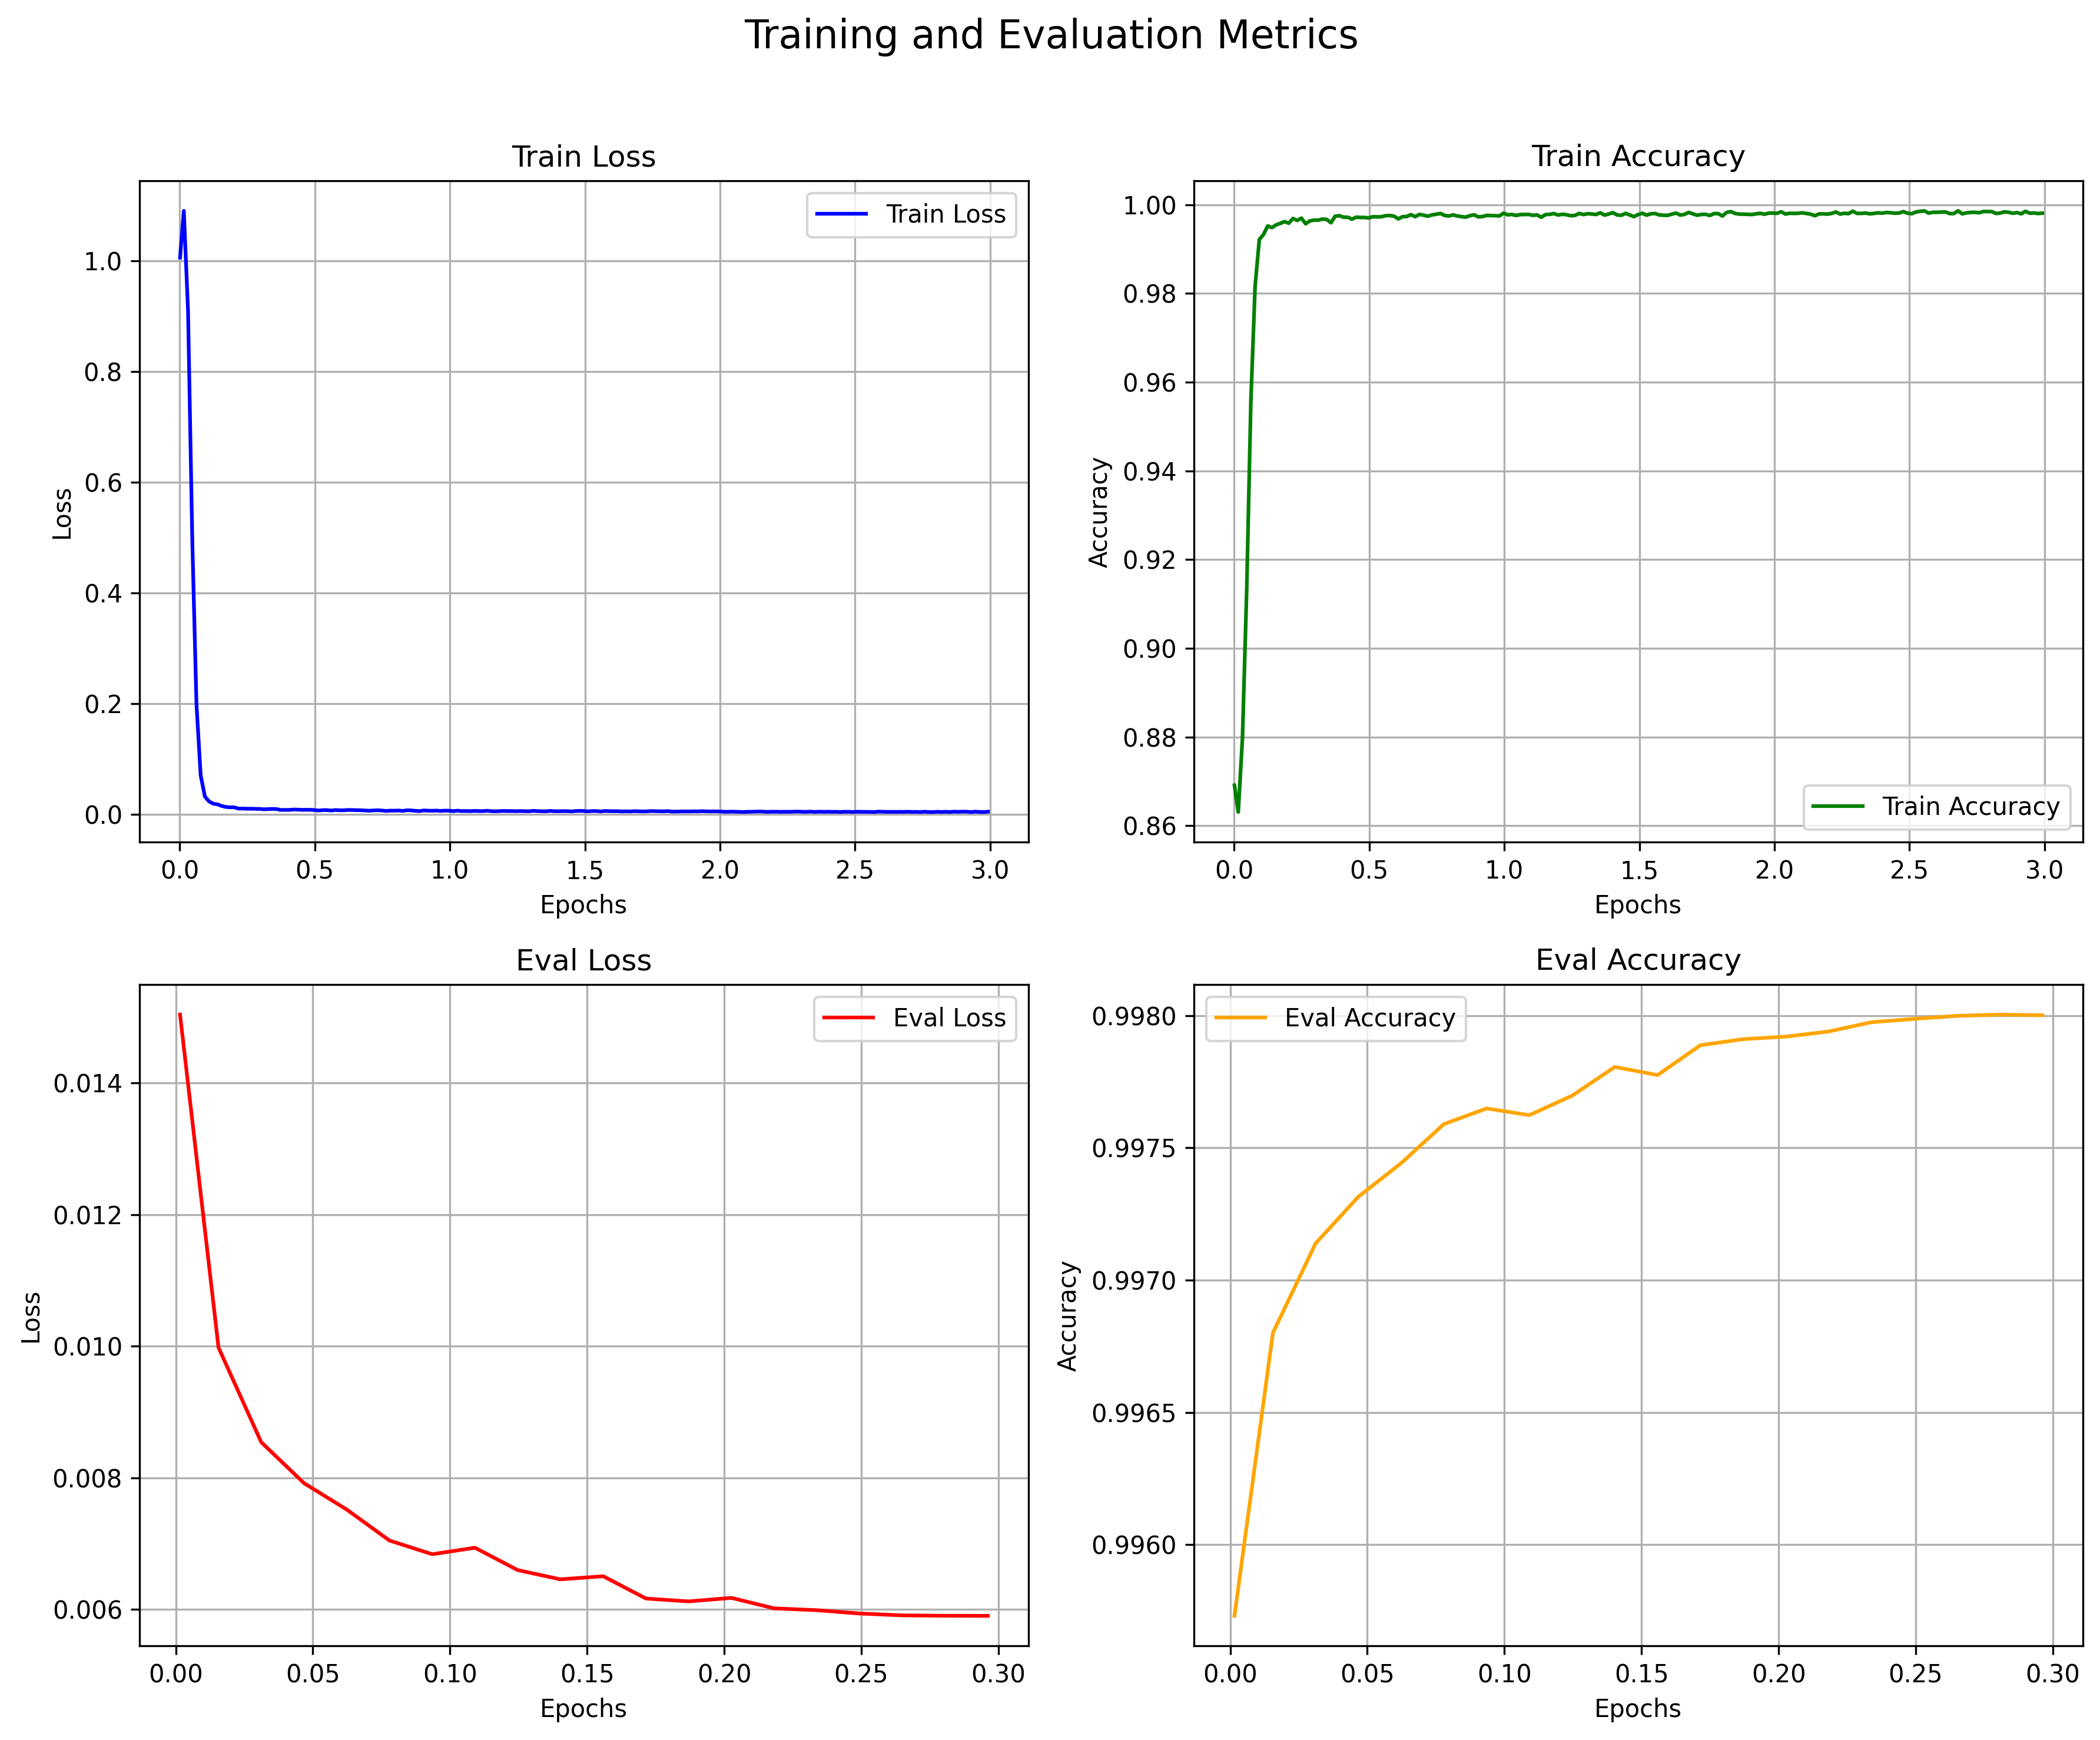 Training and Evaluation Metrics
Train Loss
Train Loss
1.0
0.8
0.6
0.4
0.2
0.0
Loss
0.0 0.5 1.0 1.5 2.0 2.5 3.0
Epochs
Train Accuracy
1.00
0.98
0.96
0.94
0.92
0.90
0.88
0.86
Accuracy
Train Accuracy
0.0 0.5 1.0 1.5 2.0 2.5 3.0
Epochs
Eval Loss
Eval Loss
0.014
0.012
0.010
0.008
0.006
Loss
0.00 0.05 0.10 0.15 0.20 0.25 0.30
Epochs
Eval Accuracy
Eval Accuracy
0.9980
0.9975
0.9970
0.9965
0.9960
Accuracy
0.00 0.05 0.10 0.15 0.20 0.25 0.30
Epochs